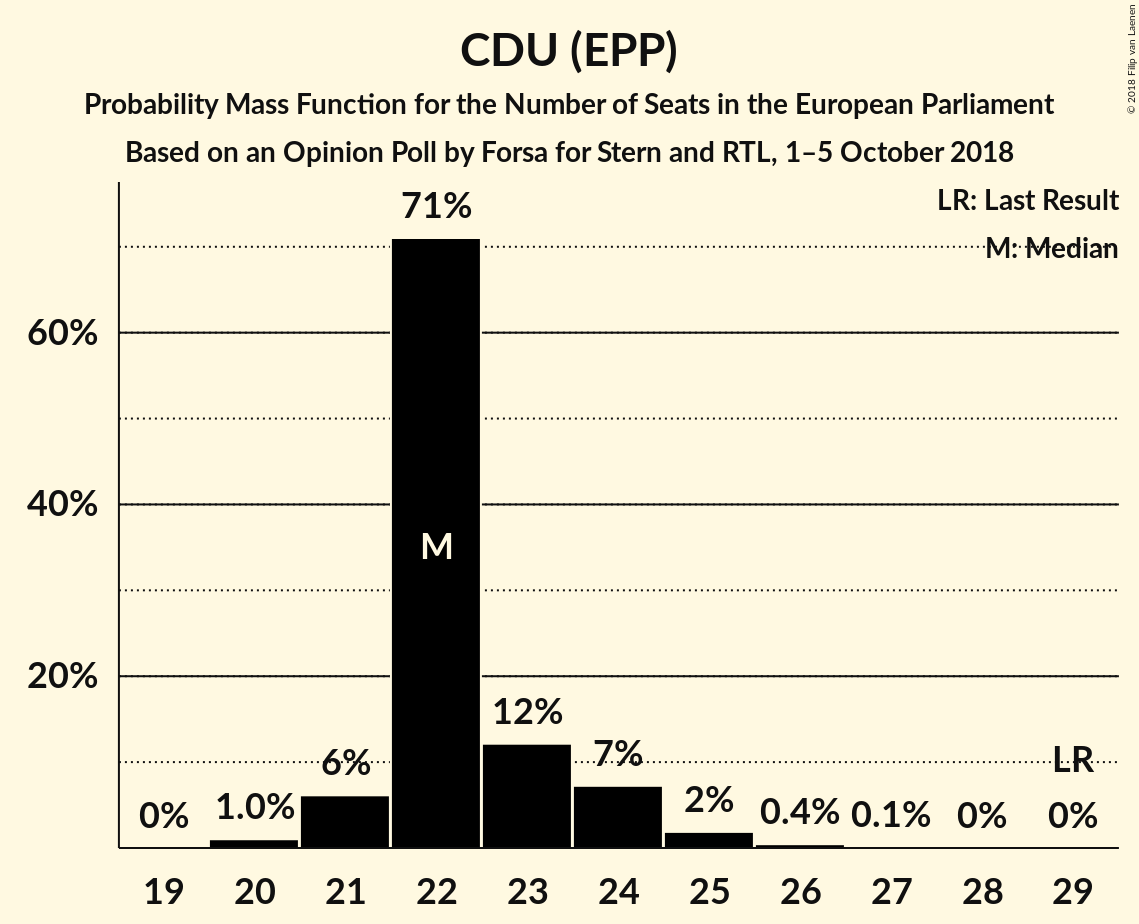 CDU (EPP)
Probability Mass Function for the Number of Seats in the European Parliament
Based on an Opinion Poll by Forsa for Stern and RTL, 1–5 October 2018
© 2018 Filip van Laenen
LR: Last Result
M: Median
71%
60%
40%
20%
M
0%
1.0%
6%
12%
7%
2%
0.4%
0.1%
0%
LR
0%
19 20 21 22 23 24 25 26 27 28 29